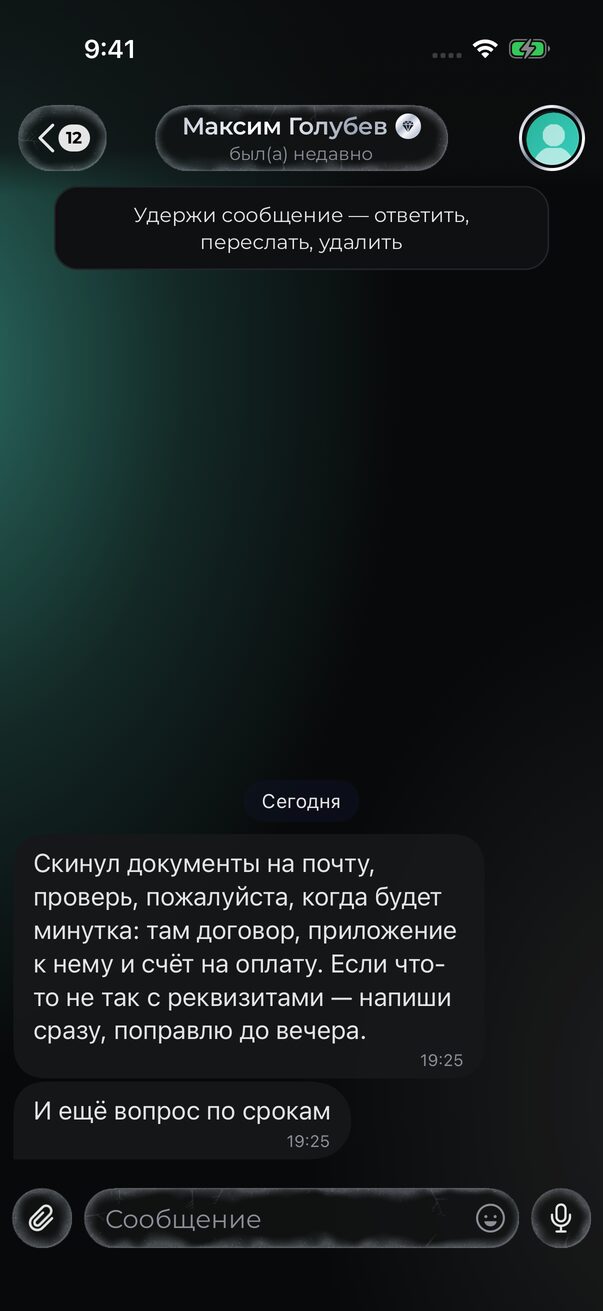 9:41
12
Максим Голубев
был(а) недавно
Удержи сообщение — ответить,
переслать, удалить
Сегодня
Скинул документы на почту,
проверь, пожалуйста, когда будет
минутка: там договор, приложение
к нему и счёт на оплату. Если что-
то не так с реквизитами — напиши
сразу, поправлю до вечера.
19:25
И ещё вопрос по срокам
19:25
Сообщение